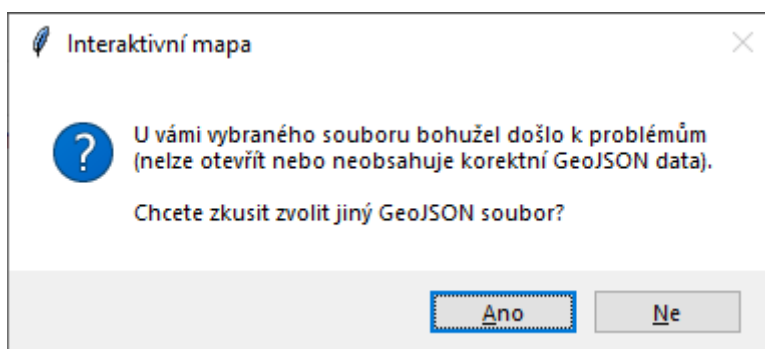 Interaktivní mapa
U vámi vybraného souboru bohužel došlo k problémům
(nelze otevřít nebo neobsahuje korektní GeoJSON data).
Chcete zkusit zvolit jiný GeoJSON soubor?
Ano
Ne